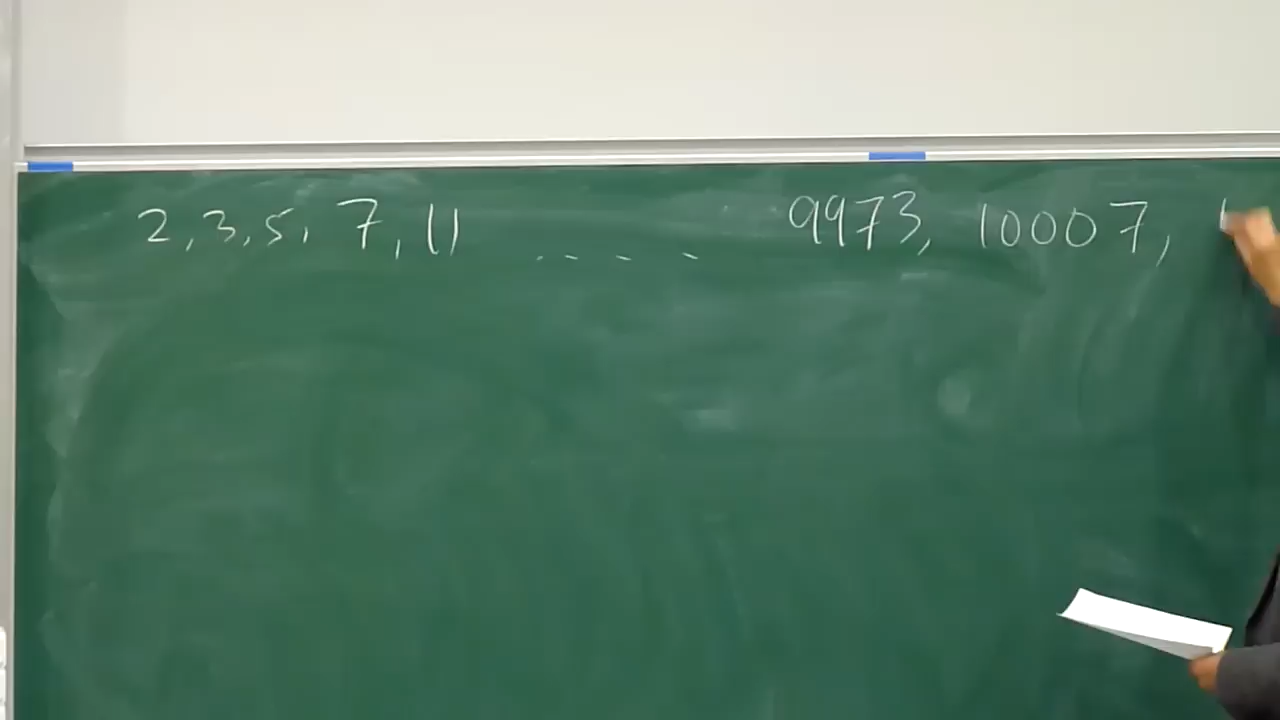 2, 3, 5, 7, 11 .... 9973, 10007,